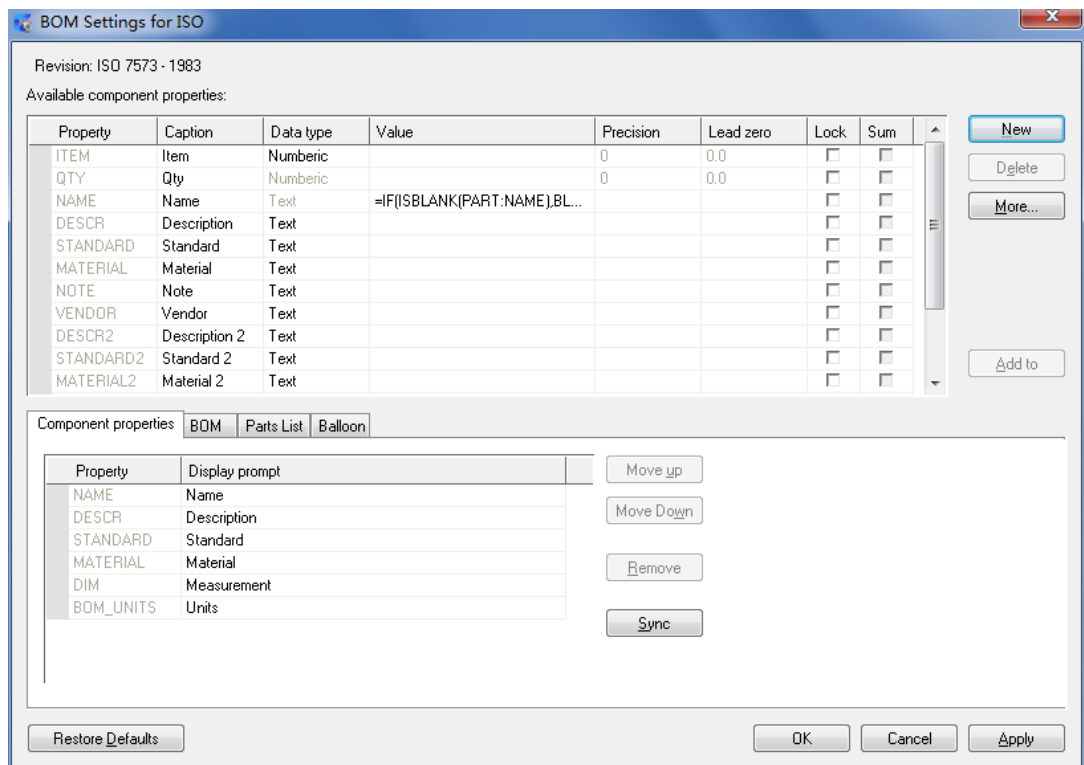 BOM Settings for ISO
Revision: ISO 7573 - 1983
Available component properties:
Property Caption Data type Value Precision Lead zero Lock Sum
ITEM Item Numberic 0 0.0
QTY Qty Numberic 0 0.0
NAME Name Text =IF(ISBLANK(PART:NAME),BL...
DESCR Description Text
STANDARD Standard Text
MATERIAL Material Text
NOTE Note Text
VENDOR Vendor Text
DESCR2 Description 2 Text
STANDARD2 Standard 2 Text
MATERIAL2 Material 2 Text
New
Delete
More...
Add to
Component properties BOM Parts List Balloon
Property Display prompt
NAME Name
DESCR Description
STANDARD Standard
MATERIAL Material
DIM Measurement
BOM_UNITS Units
Move up
Move Down
Remove
Sync
Restore Defaults OK Cancel Apply